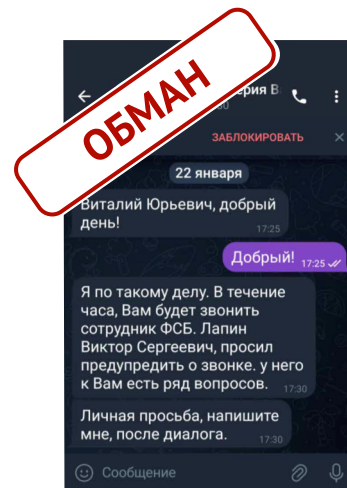 ОБМАН
ЗАБЛОКИРОВАТЬ
22 января
Виталий Юрьевич, добрый
день!
17:25
Добрый!
17:25
Я по такому делу. В течение
часа, Вам будет звонить
сотрудник ФСБ. Лапин
Виктор Сергеевич, просил
предупредить о звонке. у него
к Вам есть ряд вопросов.
17:30
Личная просьба, напишите
мне, после диалога.
17:30
Сообщение